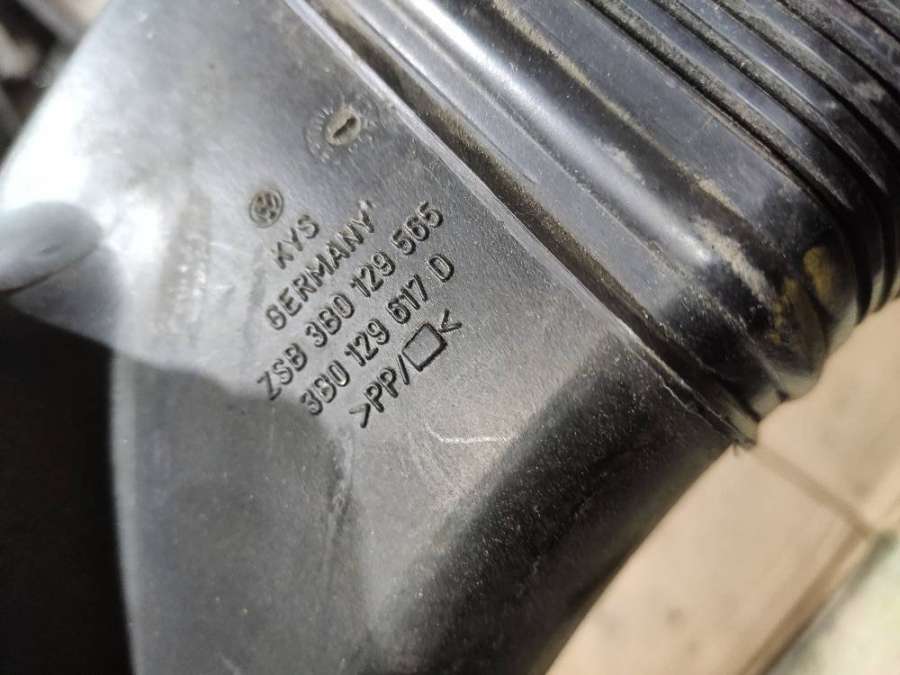 KYS
GERMANY
ZSB 3B0 129 565
3B0 129 617 D
>PP/□<